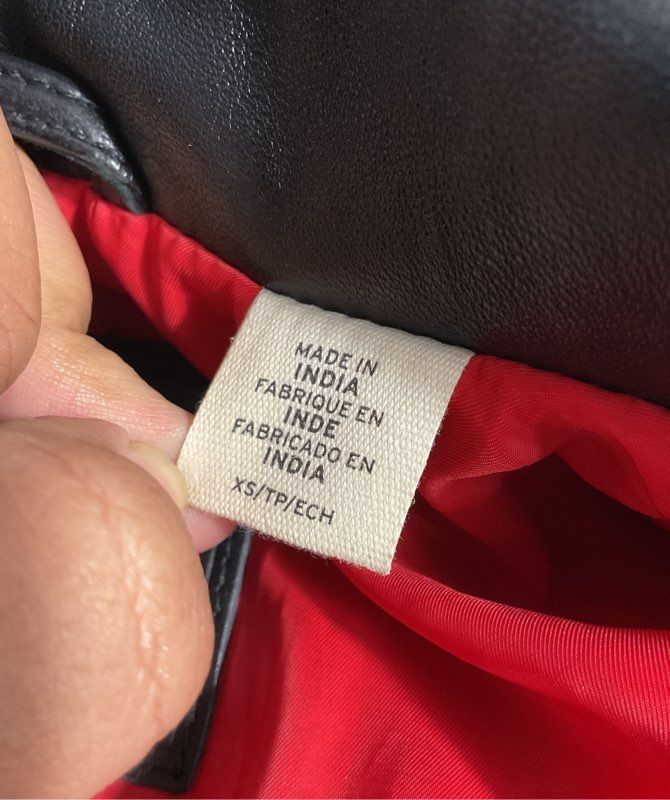 MADE IN
INDIA
FABRIQUE EN
INDE
FABRICADO EN
INDIA
XS/TP/ECH